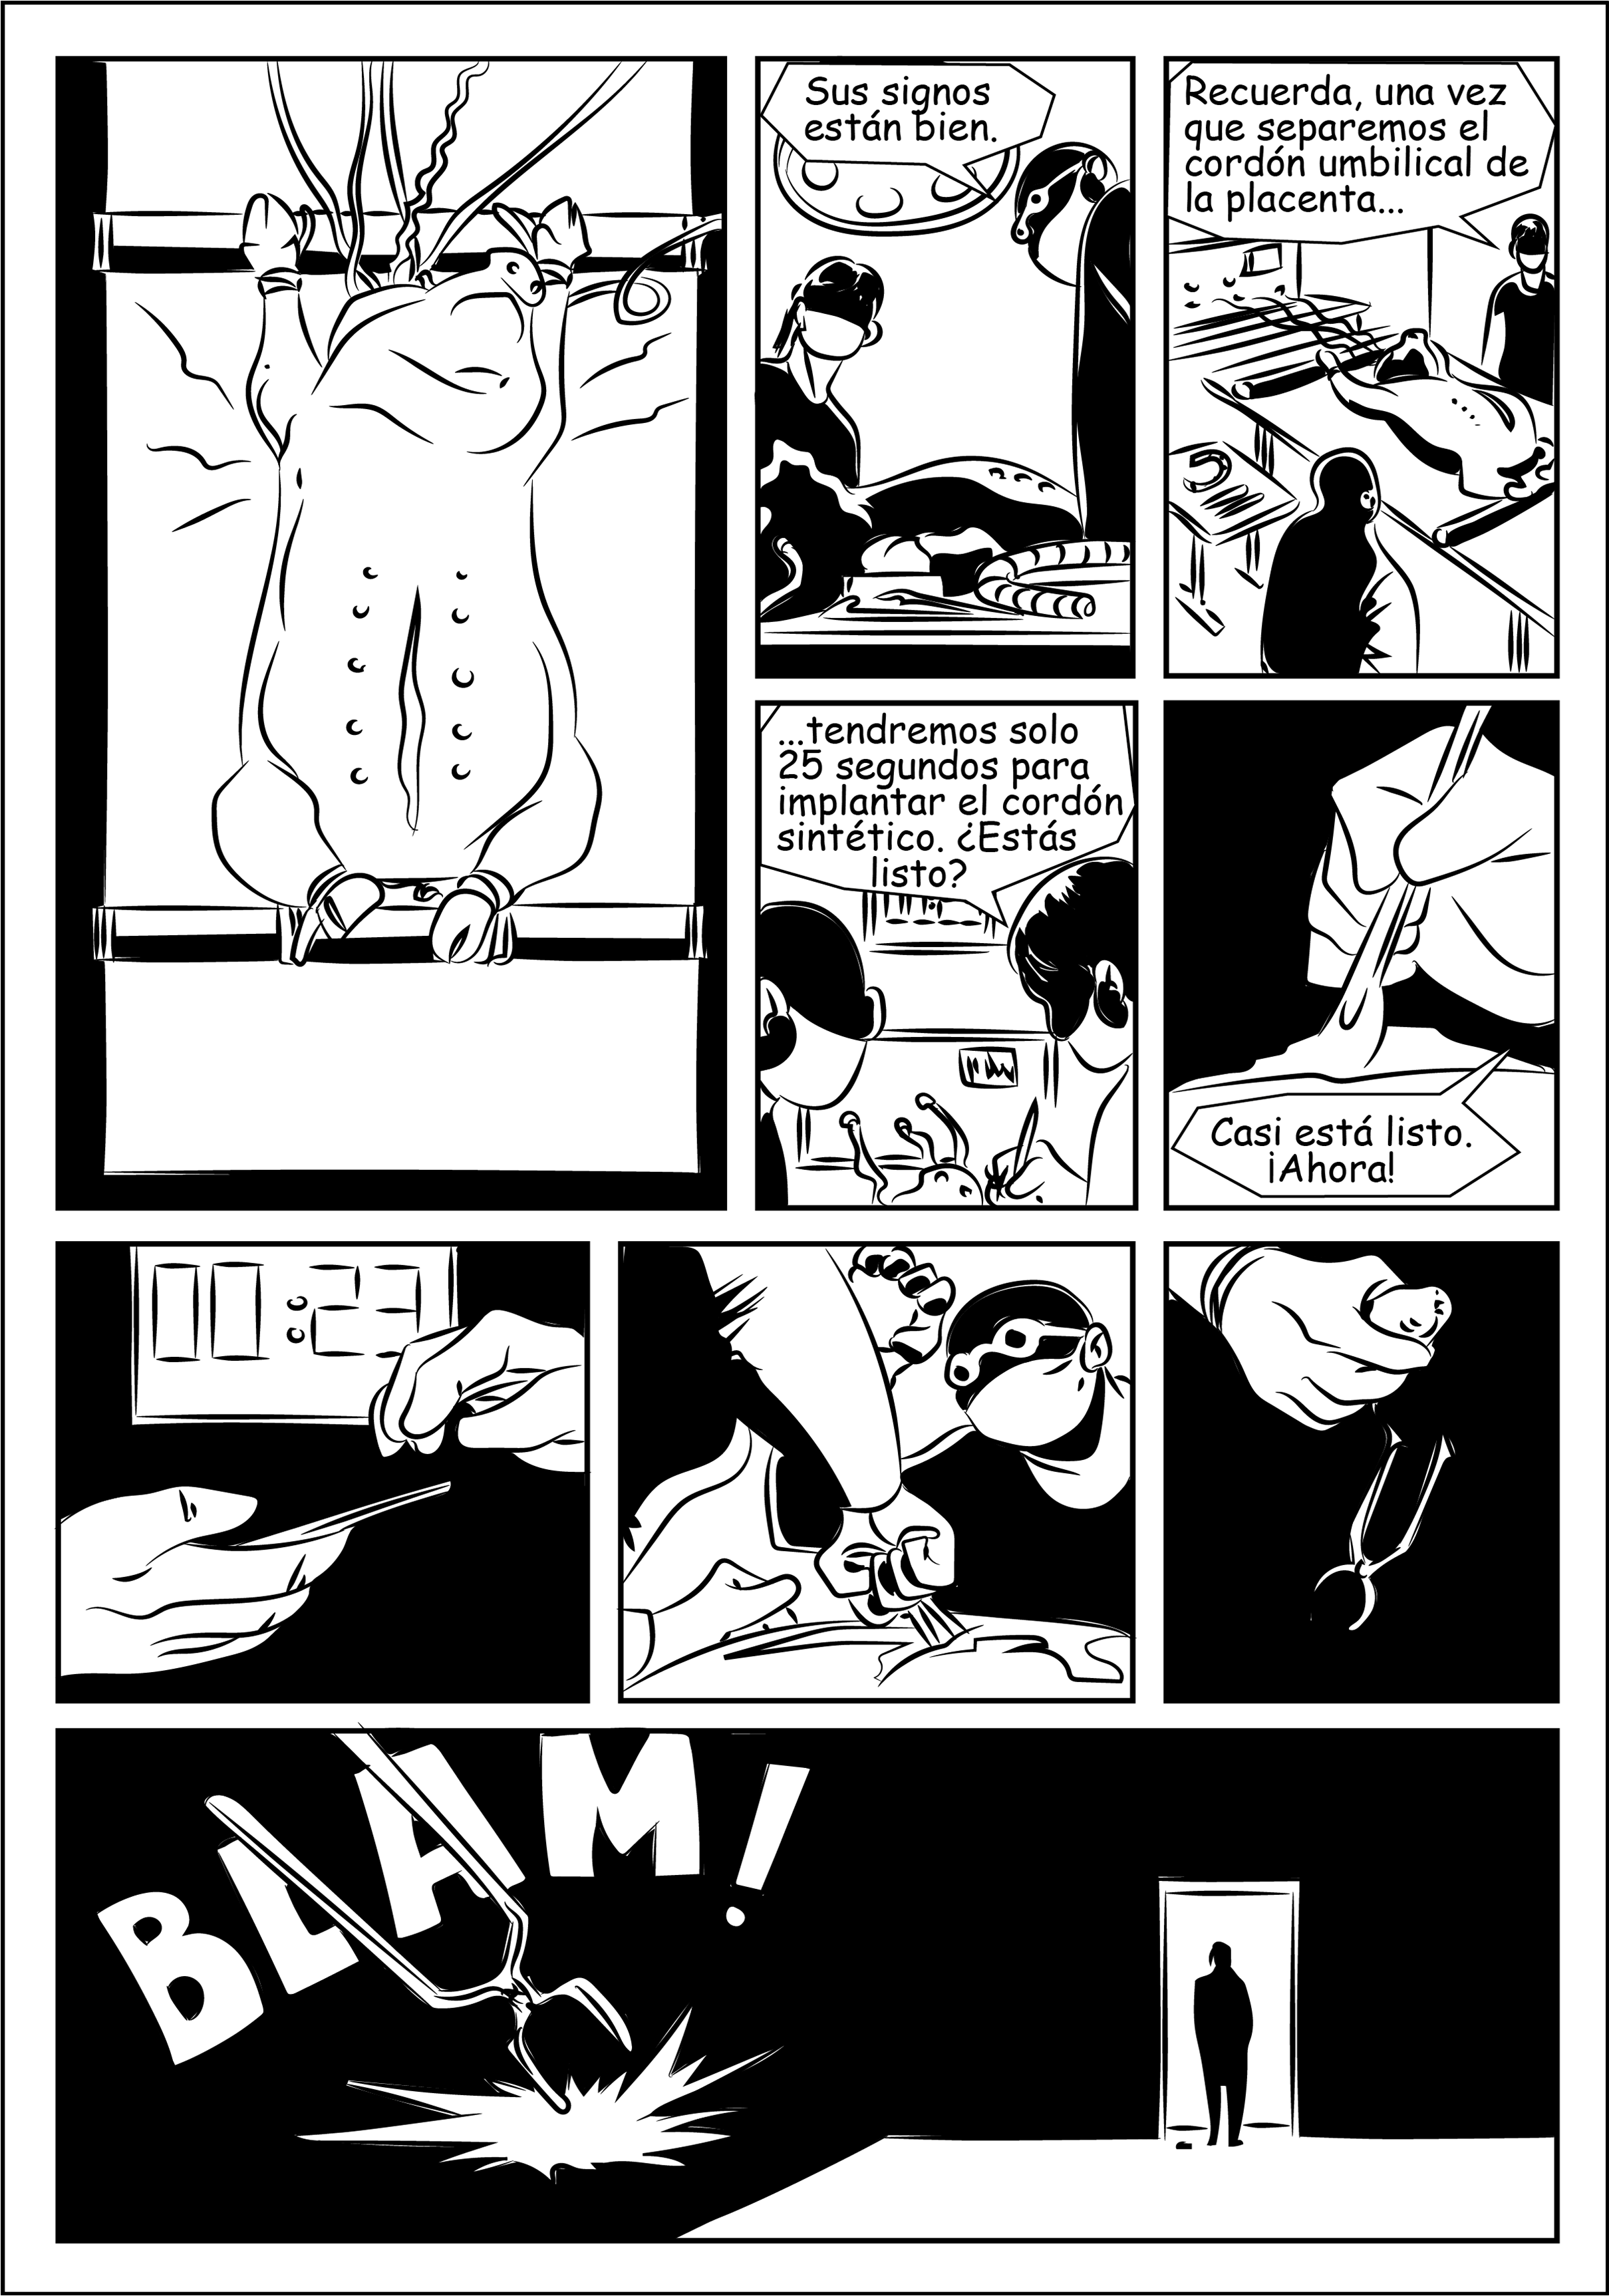 Sus signos
están bien.
Recuerda, una vez
que separemos el
cordón umbilical de
la placenta...
...tendremos solo
25 segundos para
implantar el cordón
sintético. ¿Estás
listo?
Casi está listo.
¡Ahora!
00:23
BLAM!